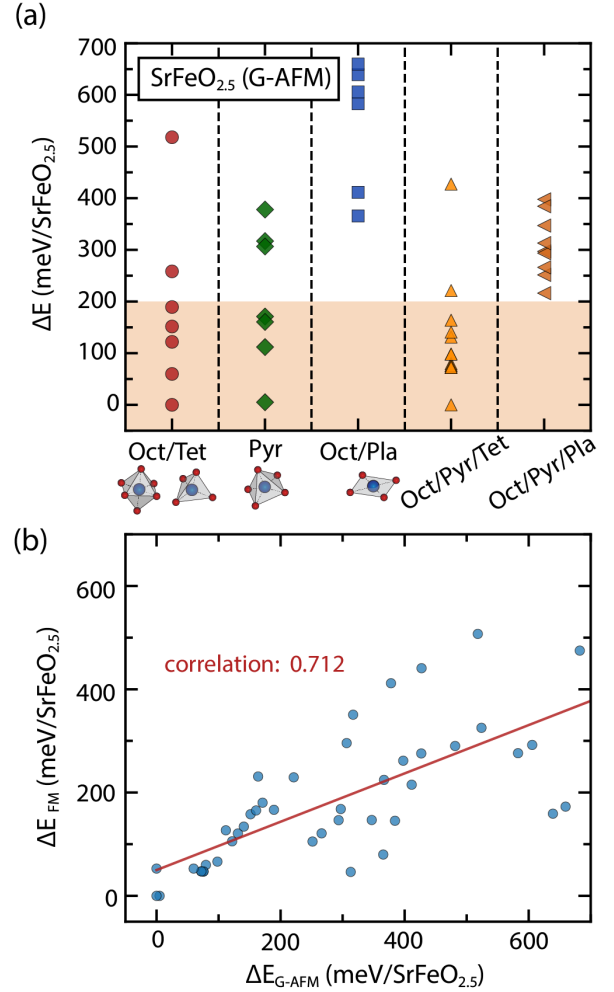 (a)
700
600
500
400
300
200
100
0
ΔE (meV/SrFeO2.5)
SrFeO2.5 (G-AFM)
Oct/Tet
Pyr
Oct/Pla
Oct/Pyr/Tet
Oct/Pyr/Pla
(b)
600
400
200
0
ΔE FM (meV/SrFeO2.5)
correlation: 0.712
0
200
400
600
ΔEG-AFM (meV/SrFeO2.5)